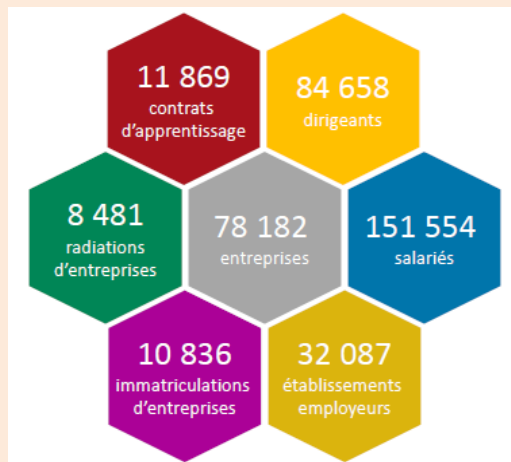 11 869
contrats
d'apprentissage
84 658
dirigeants
8 481
radiations
d'entreprises
78 182
entreprises
151 554
salariés
10 836
immatriculations
d'entreprises
32 087
établissements
employeurs